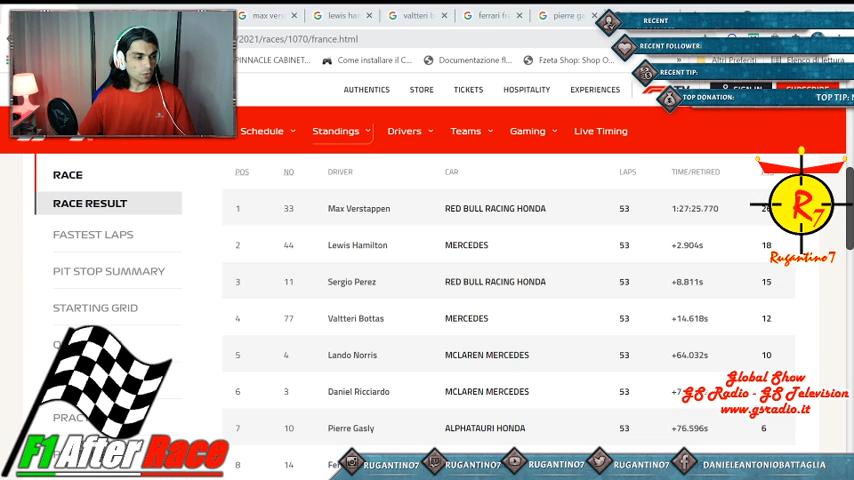 max vers
lewis ham
valtteri b
ferrari fr
pierre ga
RECENT
/2021/races/1070/france.html
RECENT FOLLOWER:
PINNACLE CABINET...
Come installare il C...
Documentazione fl...
Fzeta Shop: Shop O...
Altri Preferiti
Elenco di lettura
RECENT TIP:
AUTHENTICS
STORE
TICKETS
HOSPITALITY
EXPERIENCES
SIGN IN
SUBSCRIBE
TOP DONATION:
TOP TIP:
Schedule
Standings
Drivers
Teams
Gaming
Live Timing
RACE
RACE RESULT
FASTEST LAPS
PIT STOP SUMMARY
STARTING GRID
POS NO DRIVER CAR LAPS TIME/RETIRED
1 33 Max Verstappen RED BULL RACING HONDA 53 1:27:25.770
2 44 Lewis Hamilton MERCEDES 53 +2.904s 18
3 11 Sergio Perez RED BULL RACING HONDA 53 +8.811s 15
4 77 Valtteri Bottas MERCEDES 53 +14.618s 12
5 4 Lando Norris MCLAREN MERCEDES 53 +64.032s 10
6 3 Daniel Ricciardo MCLAREN MERCEDES 53
7 10 Pierre Gasly ALPHATAURI HONDA 53 +76.596s 6
8 14
R7
Rugantino7
Global Show
GS Radio - GS Television
www.gsradio.it
F1 After Race
RUGANTINO7
RUGANTINO7
RUGANTINO7
RUGANTINO7
DANIELEANTONIOBATTAGLIA